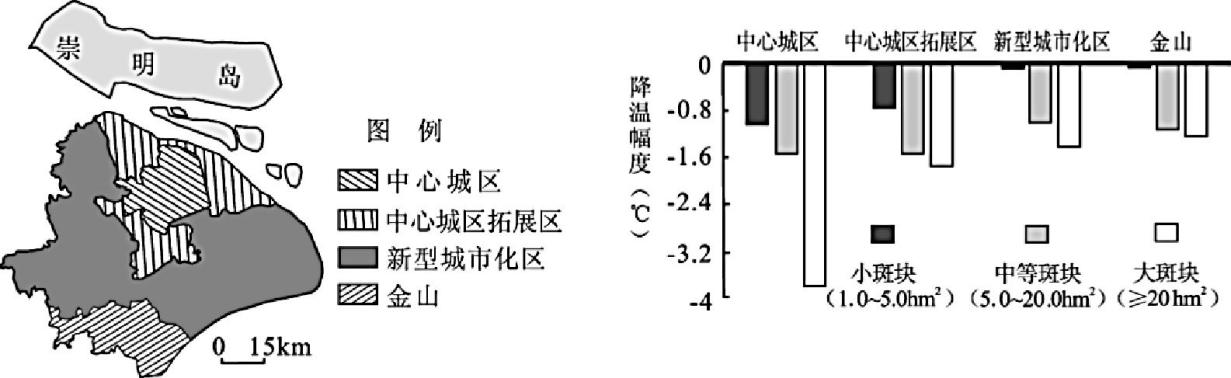 崇明岛
图例
中心城区
中心城区拓展区
新型城市化区
金山
0 15km
中心城区 中心城区拓展区 新型城市化区 金山
降温幅度(℃)
0
-0.8
-1.6
-2.4
-3.2
-4
小斑块 中等斑块 大斑块
(1.0~5.0hm²) (5.0~20.0hm²) (≥20hm²)